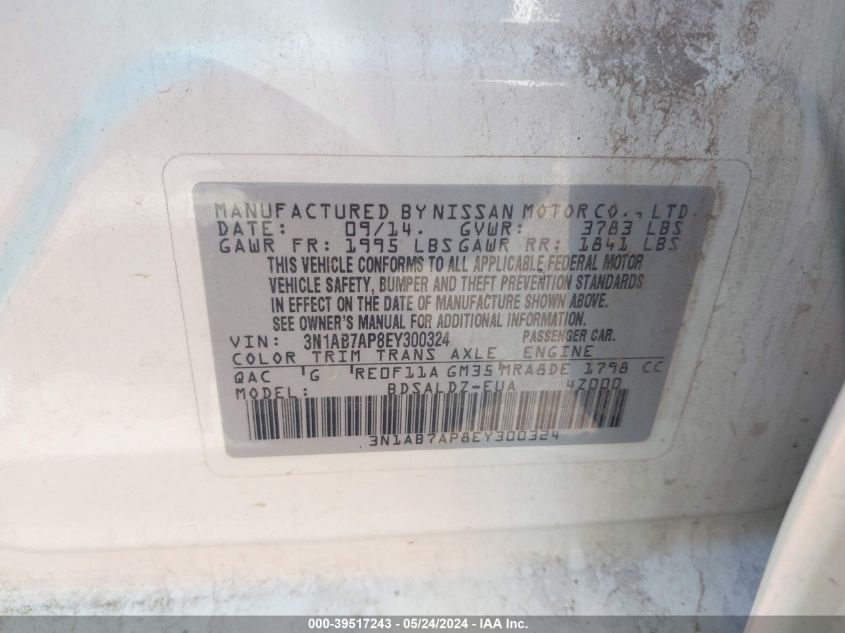 MANUFACTURED BY NISSAN MOTOR CO., LTD.
DATE: 09/14. GVWR: 3783 LBS
GAWR FR: 1995 LBS GAWR RR: 1841 LBS
THIS VEHICLE CONFORMS TO ALL APPLICABLE FEDERAL MOTOR
VEHICLE SAFETY, BUMPER AND THEFT PREVENTION STANDARDS
IN EFFECT ON THE DATE OF MANUFACTURE SHOWN ABOVE.
SEE OWNER'S MANUAL FOR ADDITIONAL INFORMATION.
VIN: 3N1AB7AP8EY300324 PASSENGER CAR.
COLOR TRIM TRANS AXLE ENGINE
QAC G RE0F11A GM35 MRA8DE 1798 CC
MODEL: BDSALDZ-EUA 4Z000
3N1AB7AP8EY300324
000-39517243 - 05/24/2024 - IAA Inc.